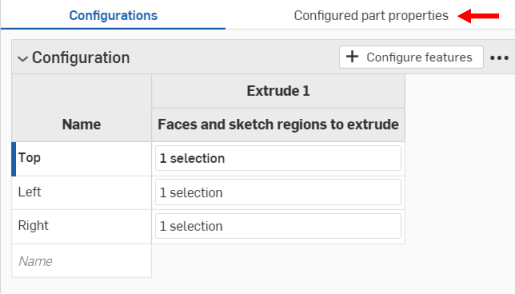 Configurations Configured part properties
Configuration + Configure features •••
Extrude 1
Name Faces and sketch regions to extrude
Top 1 selection
Left 1 selection
Right 1 selection
Name